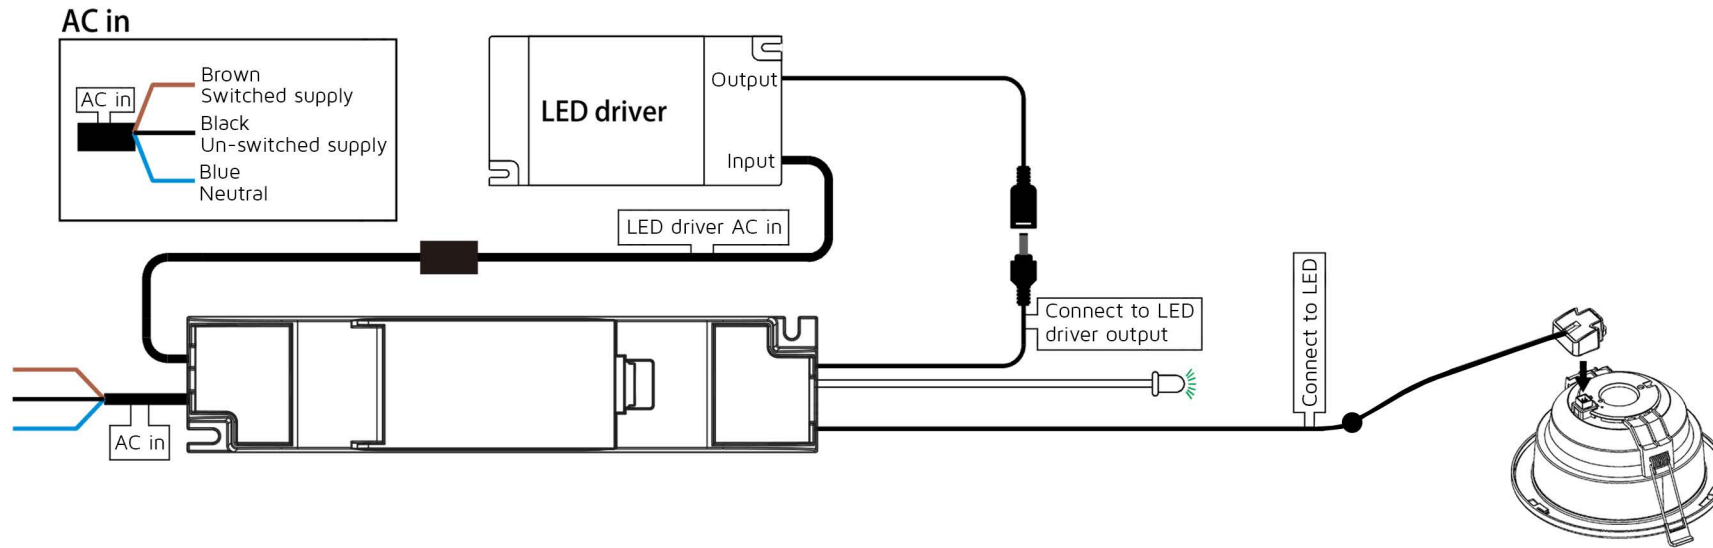 AC in
AC in
Brown
Switched supply
Black
Un-switched supply
Blue
Neutral
LED driver
Output
Input
LED driver AC in
Connect to LED
driver output
Connect to LED
AC in